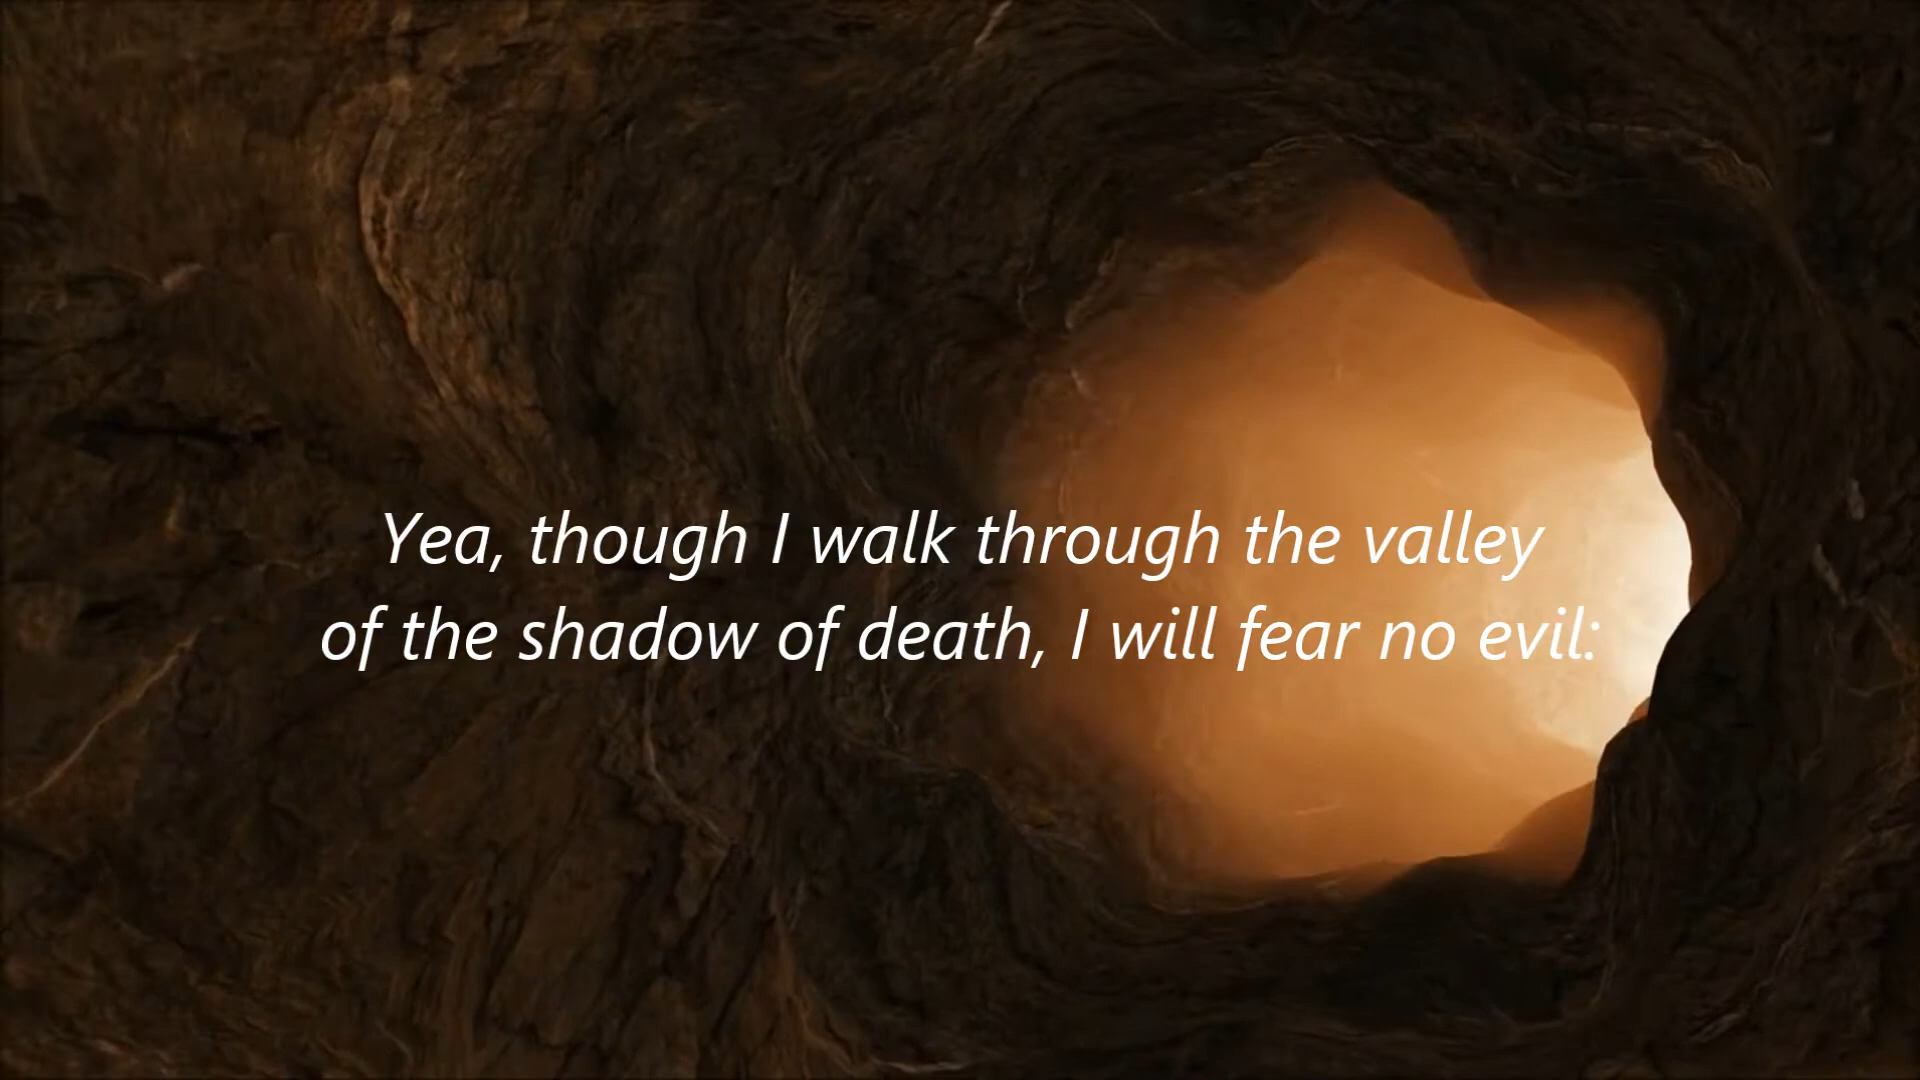 Yea, though I walk through the valley
of the shadow of death, I will fear no evil: